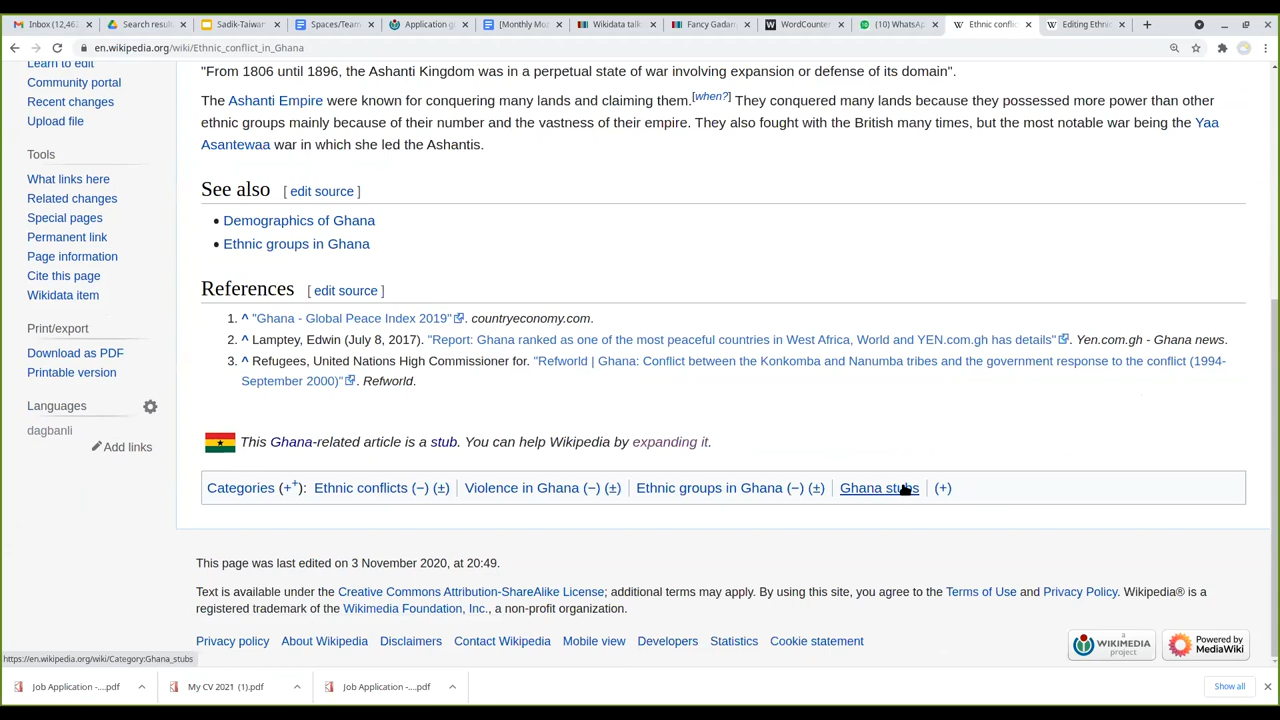 Inbox (12,462
Search resul
Sadik-Taiwan
Spaces/Team
Application g
[Monthly Mo
Wikidata talk
Fancy Gadam
WordCounter
(10) WhatsAp
Ethnic confli
Editing Ethnic
en.wikipedia.org/wiki/Ethnic_conflict_in_Ghana
Learn to edit
Community portal
Recent changes
Upload file
Tools
What links here
Related changes
Special pages
Permanent link
Page information
Cite this page
Wikidata item
Print/export
Download as PDF
Printable version
Languages
dagbanli
Add links
"From 1806 until 1896, the Ashanti Kingdom was in a perpetual state of war involving expansion or defense of its domain".
The Ashanti Empire were known for conquering many lands and claiming them.[when?] They conquered many lands because they possessed more power than other
ethnic groups mainly because of their number and the vastness of their empire. They also fought with the British many times, but the most notable war being the Yaa
Asantewaa war in which she led the Ashantis.
See also [ edit source ]
• Demographics of Ghana
• Ethnic groups in Ghana
References [ edit source ]
1. ^ "Ghana - Global Peace Index 2019". countryeconomy.com.
2. ^ Lamptey, Edwin (July 8, 2017). "Report: Ghana ranked as one of the most peaceful countries in West Africa, World and YEN.com.gh has details". Yen.com.gh - Ghana news.
3. ^ Refugees, United Nations High Commissioner for. "Refworld | Ghana: Conflict between the Konkomba and Nanumba tribes and the government response to the conflict (1994-
September 2000)". Refworld.
This Ghana-related article is a stub. You can help Wikipedia by expanding it.
Categories (++): Ethnic conflicts (−) (±) | Violence in Ghana (−) (±) | Ethnic groups in Ghana (−) (±) | Ghana stubs | (+)
This page was last edited on 3 November 2020, at 20:49.
Text is available under the Creative Commons Attribution-ShareAlike License; additional terms may apply. By using this site, you agree to the Terms of Use and Privacy Policy. Wikipedia® is a
registered trademark of the Wikimedia Foundation, Inc., a non-profit organization.
Privacy policy About Wikipedia Disclaimers Contact Wikipedia Mobile view Developers Statistics Cookie statement
a
WIKIMEDIA
project
Powered by
MediaWiki
https://en.wikipedia.org/wiki/Category:Ghana_stubs
Job Application -....pdf
My CV 2021 (1).pdf
Job Application -....pdf
Show all